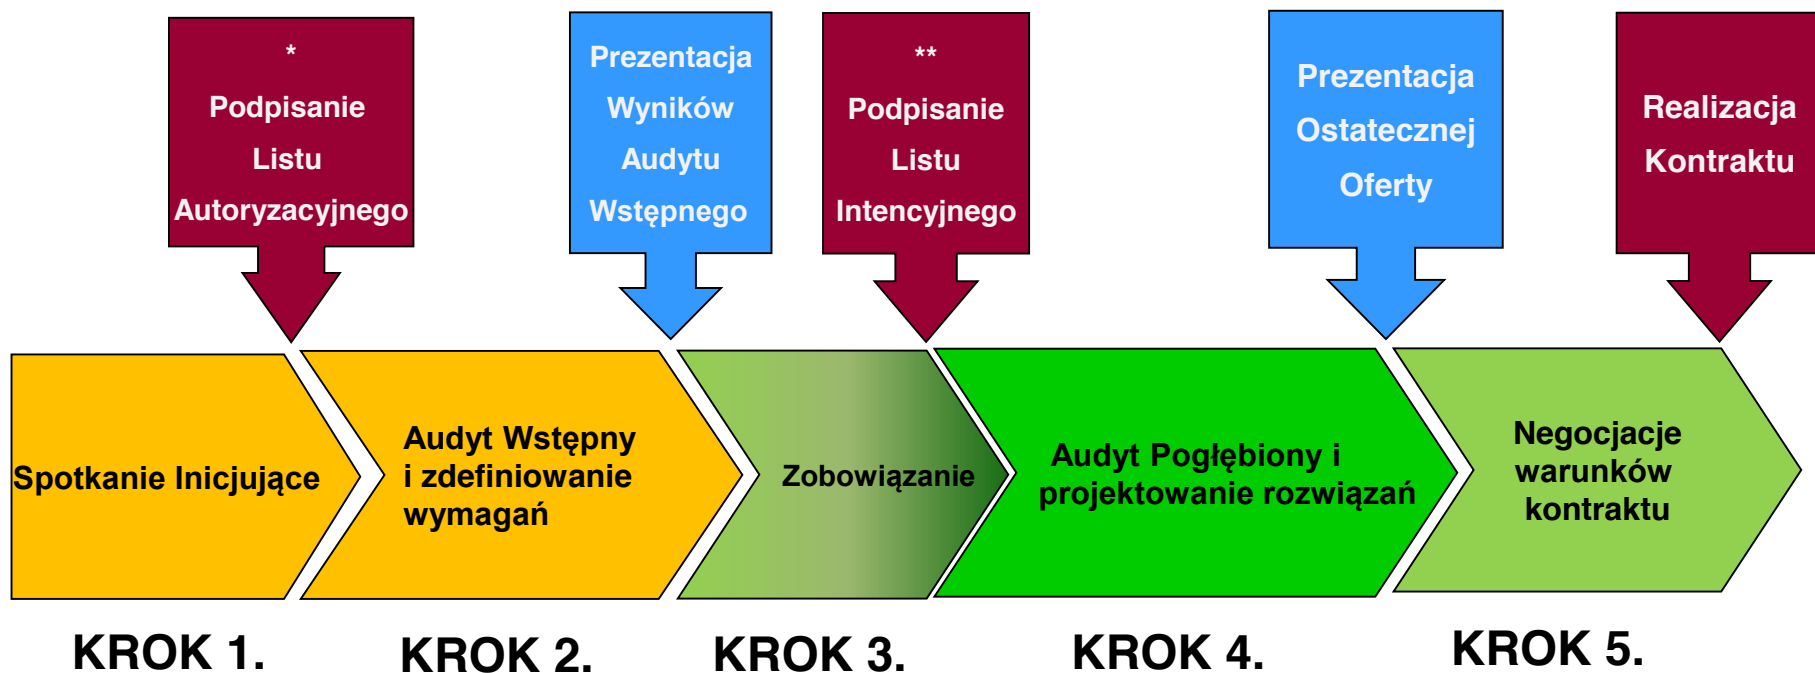 *
Podpisanie
Listu
Autoryzacyjnego
Prezentacja
Wyników
Audytu
Wstępnego
**
Podpisanie
Listu
Intencyjnego
Prezentacja
Ostatecznej
Oferty
Realizacja
Kontraktu
Spotkanie Inicjujące
Audyt Wstępny
i zdefiniowanie
wymagań
Zobowiązanie
Audyt Pogłębiony i
projektowanie rozwiązań
Negocjacje
warunków
kontraktu
KROK 1.
KROK 2.
KROK 3.
KROK 4.
KROK 5.